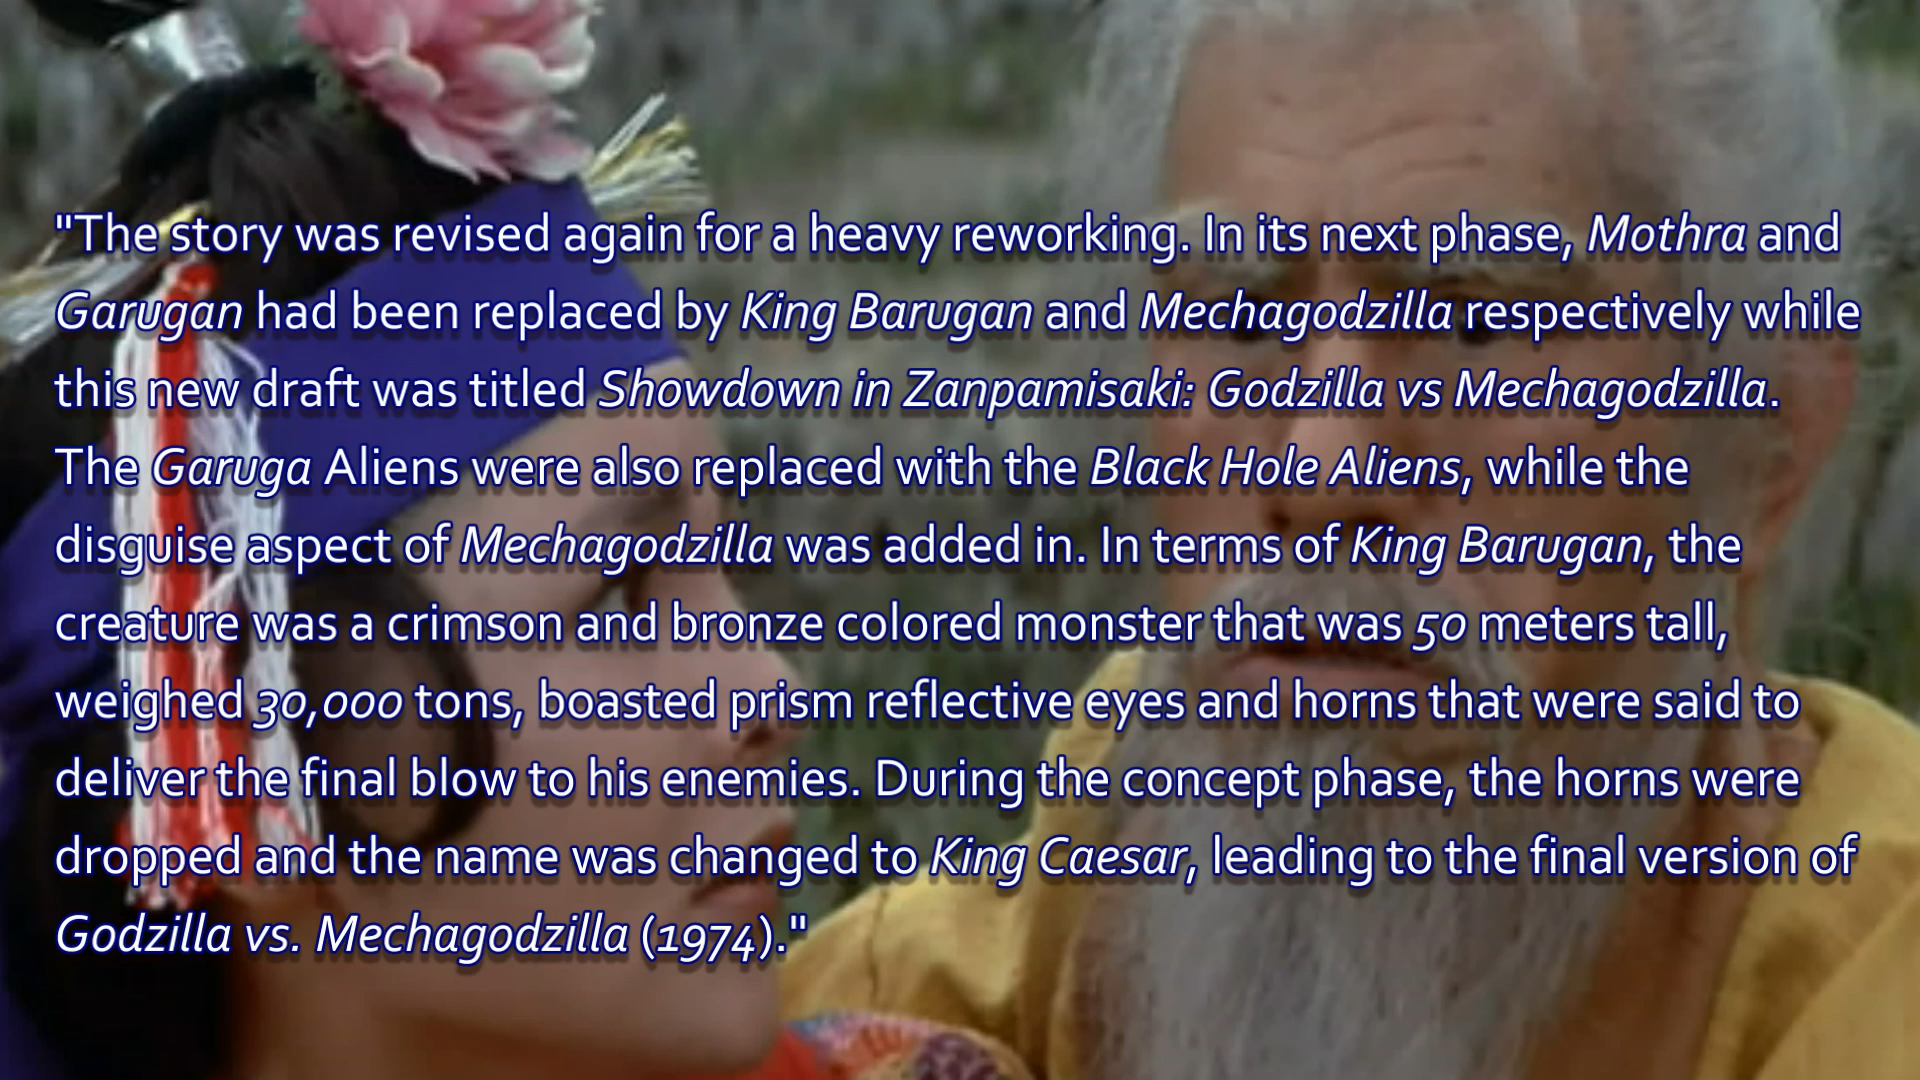 "The story was revised again for a heavy reworking. In its next phase, Mothra and
Garugan had been replaced by King Barugan and Mechagodzilla respectively while
this new draft was titled Showdown in Zanpamisaki: Godzilla vs Mechagodzilla.
The Garuga Aliens were also replaced with the Black Hole Aliens, while the
disguise aspect of Mechagodzilla was added in. In terms of King Barugan, the
creature was a crimson and bronze colored monster that was 50 meters tall,
weighed 30,000 tons, boasted prism reflective eyes and horns that were said to
deliver the final blow to his enemies. During the concept phase, the horns were
dropped and the name was changed to King Caesar, leading to the final version of
Godzilla vs. Mechagodzilla (1974)."